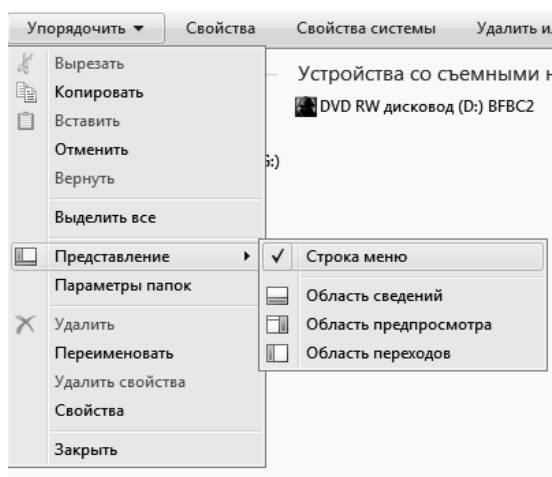 Упорядочить Свойства Свойства системы Удалить и
Вырезать
Устройства со съемными
Копировать
DVD RW дисковод (D:) BFBC2
Вставить
Отменить
G:)
Вернуть
Выделить все
Представление
Строка меню
Параметры папок
Область сведений
Удалить
Область предпросмотра
Переименовать
Область переходов
Удалить свойства
Свойства
Закрыть